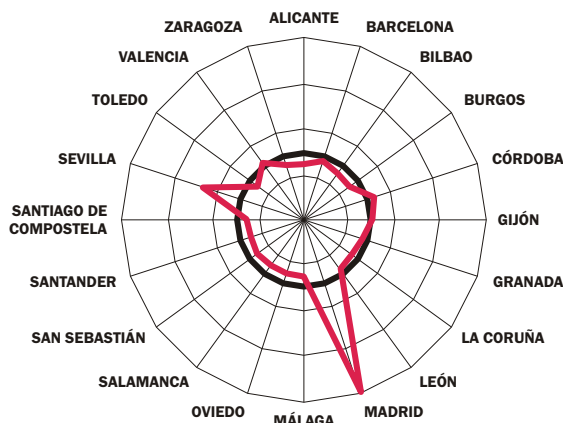 ALICANTE
BARCELONA
BILBAO
BURGOS
CÓRDOBA
GIJÓN
GRANADA
LA CORUÑA
LEÓN
MADRID
MÁLAGA
OVIEDO
SALAMANCA
SAN SEBASTIÁN
SANTANDER
SANTIAGO DE
COMPOSTELA
SEVILLA
TOLEDO
VALENCIA
ZARAGOZA